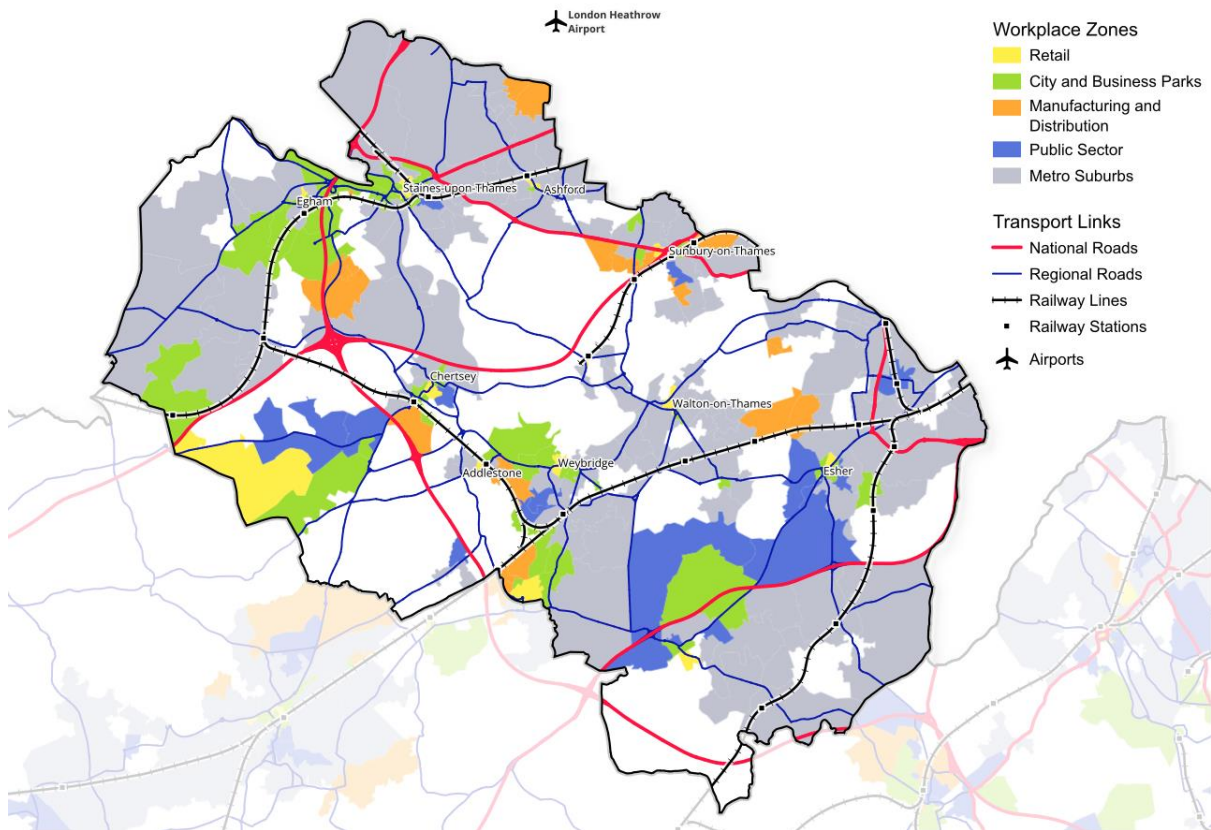 London Heathrow
Airport
Workplace Zones
Retail
City and Business Parks
Manufacturing and
Distribution
Public Sector
Metro Suburbs
Transport Links
National Roads
Regional Roads
Railway Lines
Railway Stations
Airports
Staines-upon-Thames
Ashford
Egham
Sunbury-on-Thames
Chertsey
Walton-on-Thames
Addlestone
Weybridge
Esher